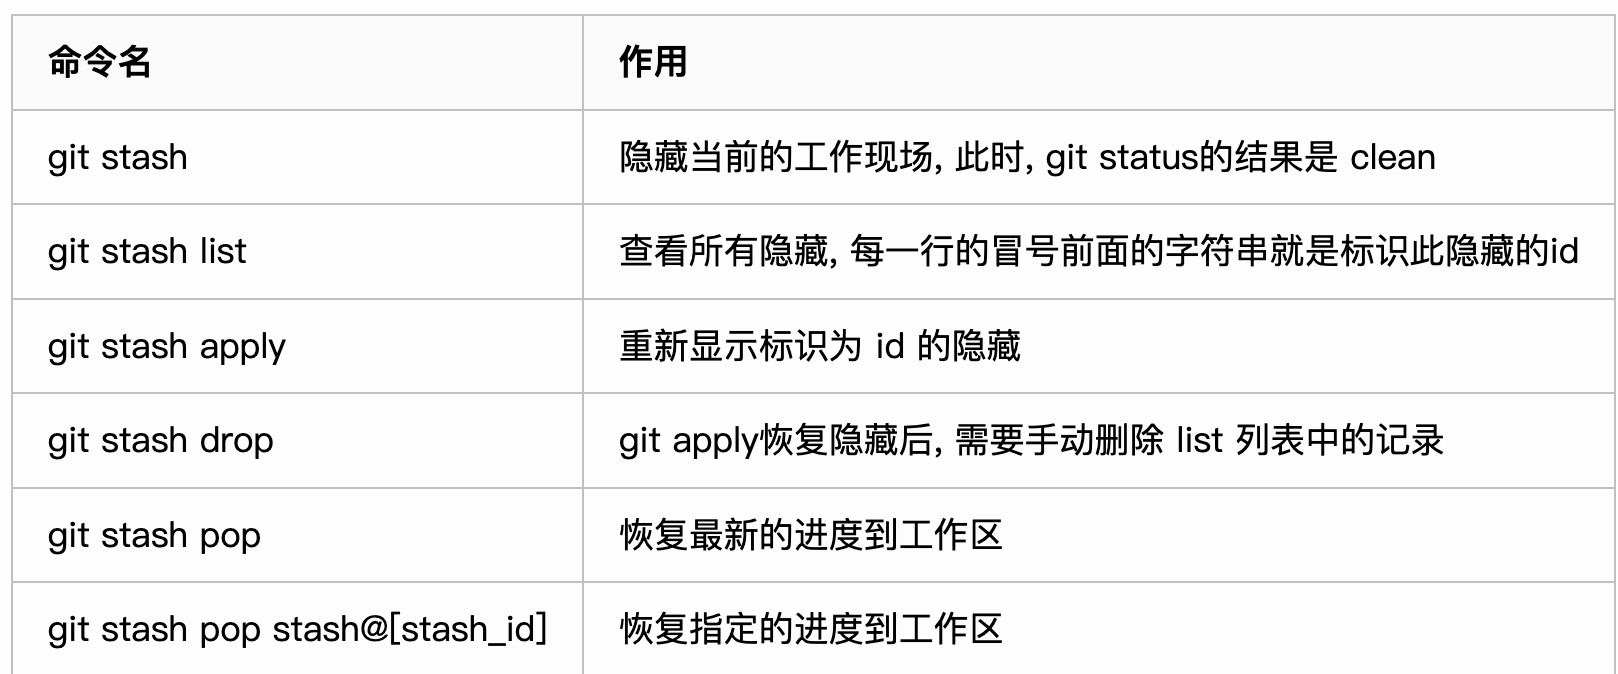 命令名 作用
git stash 隐藏当前的工作现场, 此时, git status的结果是 clean
git stash list 查看所有隐藏, 每一行的冒号前面的字符串就是标识此隐藏的id
git stash apply 重新显示标识为 id 的隐藏
git stash drop git apply恢复隐藏后, 需要手动删除 list 列表中的记录
git stash pop 恢复最新的进度到工作区
git stash pop stash@[stash_id] 恢复指定的进度到工作区